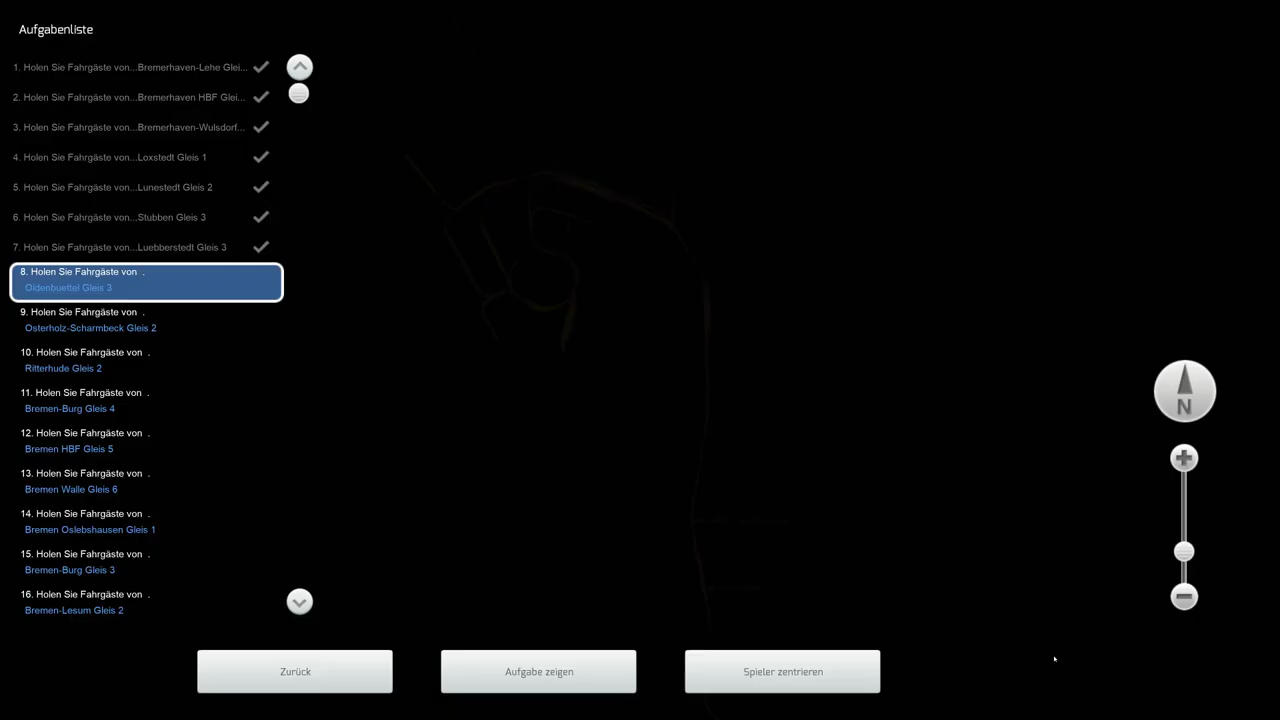 Aufgabenliste
1. Holen Sie Fahrgäste von...Bremerhaven-Lehe Glei...
2. Holen Sie Fahrgäste von...Bremerhaven HBF Glei...
3. Holen Sie Fahrgäste von...Bremerhaven-Wulsdorf...
4. Holen Sie Fahrgäste von...Loxstedt Gleis 1
5. Holen Sie Fahrgäste von...Lunestedt Gleis 2
6. Holen Sie Fahrgäste von...Stubben Gleis 3
7. Holen Sie Fahrgäste von...Luebberstedt Gleis 3
8. Holen Sie Fahrgäste von .
Oldenbuettel Gleis 3
9. Holen Sie Fahrgäste von .
Osterholz-Scharmbeck Gleis 2
10. Holen Sie Fahrgäste von .
Ritterhude Gleis 2
11. Holen Sie Fahrgäste von .
Bremen-Burg Gleis 4
12. Holen Sie Fahrgäste von .
Bremen HBF Gleis 5
13. Holen Sie Fahrgäste von .
Bremen Walle Gleis 6
14. Holen Sie Fahrgäste von .
Bremen Oslebshausen Gleis 1
15. Holen Sie Fahrgäste von .
Bremen-Burg Gleis 3
16. Holen Sie Fahrgäste von .
Bremen-Lesum Gleis 2
N
Zurück
Aufgabe zeigen
Spieler zentrieren